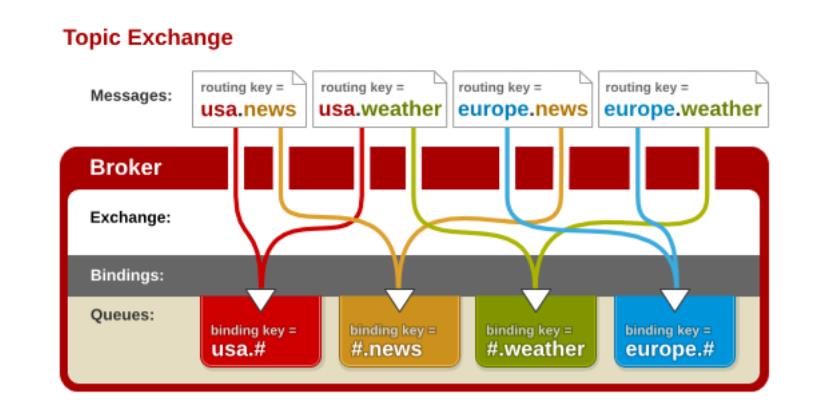 Topic Exchange
Messages:
routing key =
usa.news
routing key =
usa.weather
routing key =
europe.news
routing key =
europe.weather
Broker
Exchange:
Bindings:
Queues:
binding key =
usa.#
binding key =
#.news
binding key =
#.weather
binding key =
europe.#